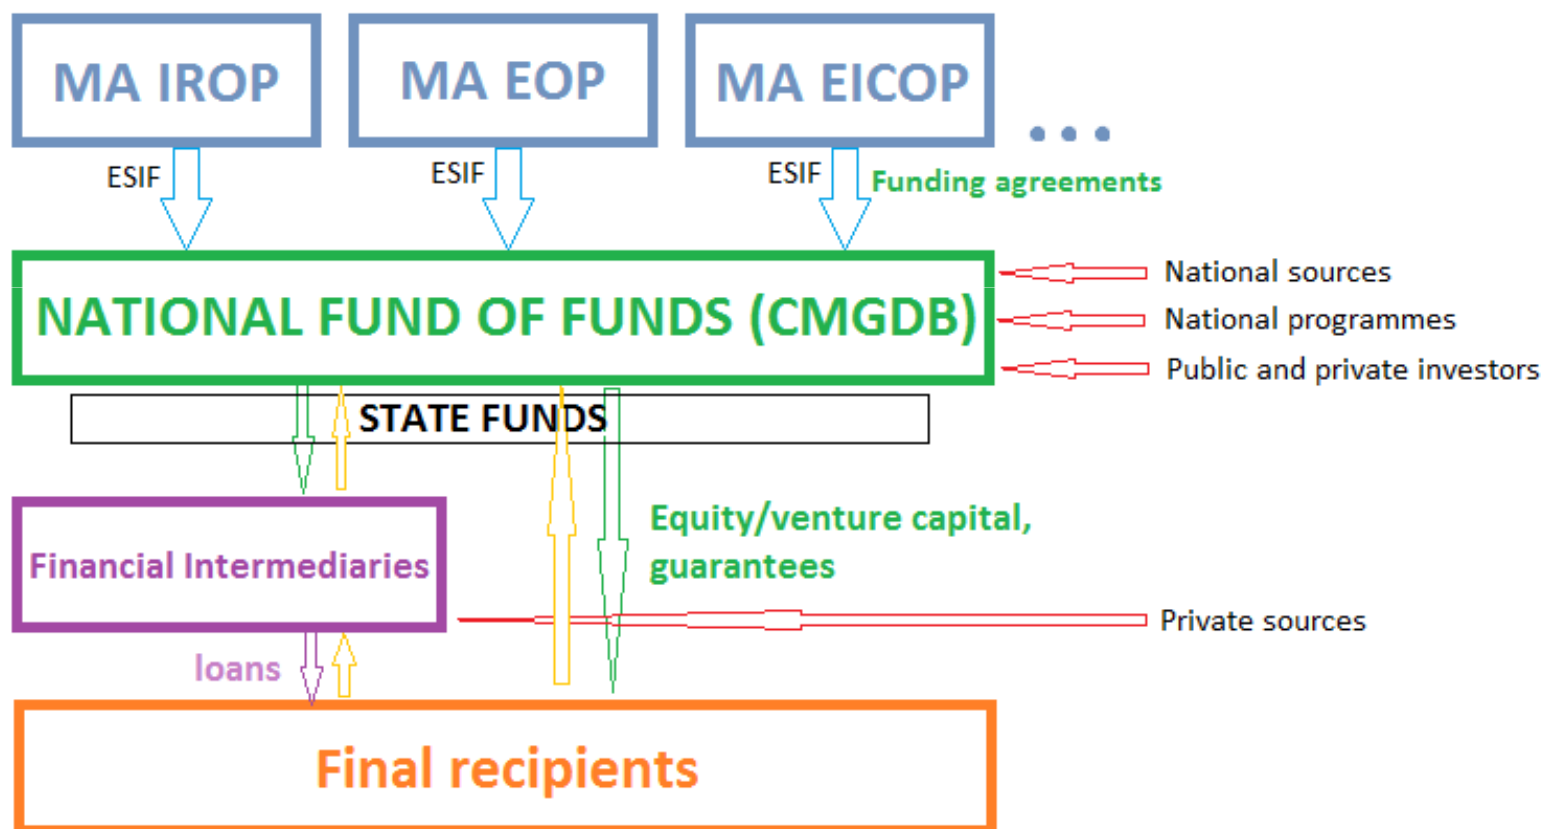 MA IROP
MA EOP
MA EICOP
...
ESIF
ESIF
ESIF
Funding agreements
NATIONAL FUND OF FUNDS (CMGDB)
National sources
National programmes
Public and private investors
STATE FUNDS
Financial Intermediaries
Equity/venture capital,
guarantees
Private sources
loans
Final recipients